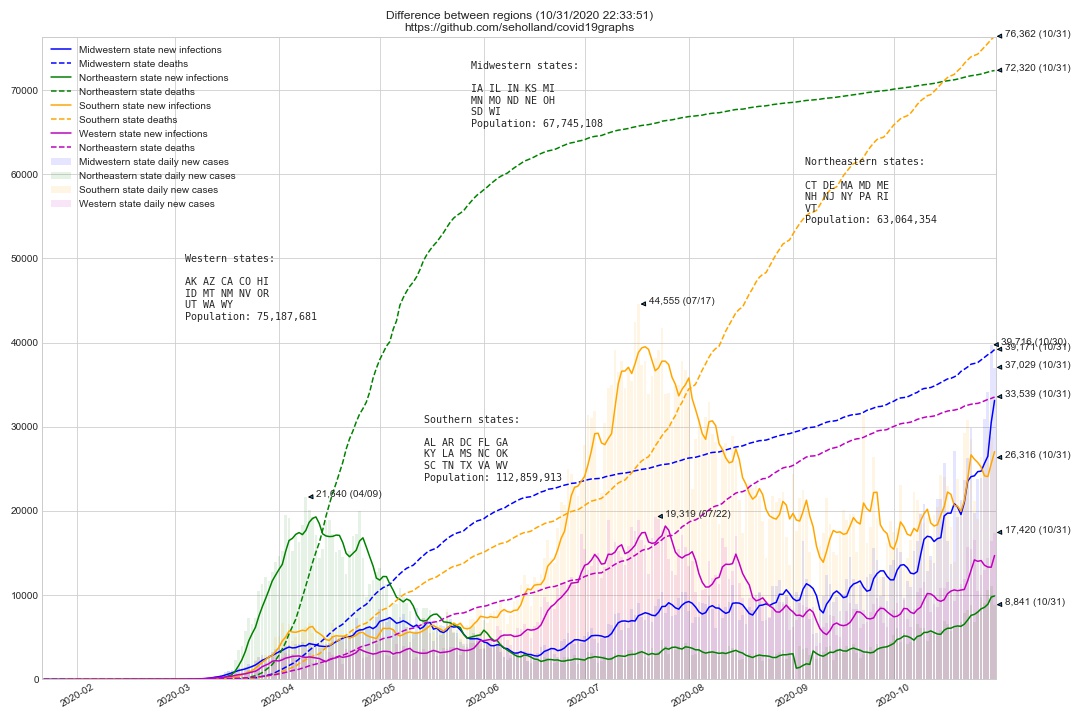 Difference between regions (10/31/2020 22:33:51)
https://github.com/seholland/covid19graphs
Midwestern state new infections
Midwestern state deaths
Northeastern state new infections
Northeastern state deaths
Southern state new infections
Southern state deaths
Western state new infections
Northeastern state deaths
Midwestern state daily new cases
Northeastern state daily new cases
Southern state daily new cases
Western state daily new cases
Midwestern states:
IA IL IN KS MI
MN MO ND NE OH
SD WI
Population: 67,745,108
Northeastern states:
CT DE MA MD ME
NH NJ NY PA RI
VT
Population: 63,064,354
Western states:
AK AZ CA CO HI
ID MT NM NV OR
UT WA WY
Population: 75,187,681
Southern states:
AL AR DC FL GA
KY LA MS NC OK
SC TN TX VA WV
Population: 112,859,913
76,362 (10/31)
72,320 (10/31)
44,555 (07/17)
39,716 (10/30)
39,171 (10/31)
37,029 (10/31)
33,539 (10/31)
26,316 (10/31)
21,640 (04/09)
19,319 (07/22)
17,420 (10/31)
8,841 (10/31)
70000
60000
50000
40000
30000
20000
10000
0
2020-02
2020-03
2020-04
2020-05
2020-06
2020-07
2020-08
2020-09
2020-10